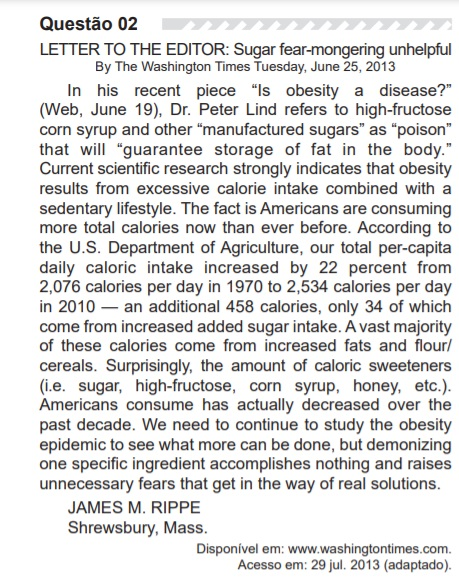 Questão 02
LETTER TO THE EDITOR: Sugar fear-mongering unhelpful
By The Washington Times Tuesday, June 25, 2013
In his recent piece “Is obesity a disease?”
(Web, June 19), Dr. Peter Lind refers to high-fructose
corn syrup and other “manufactured sugars” as “poison”
that will “guarantee storage of fat in the body.”
Current scientific research strongly indicates that obesity
results from excessive calorie intake combined with a
sedentary lifestyle. The fact is Americans are consuming
more total calories now than ever before. According to
the U.S. Department of Agriculture, our total per-capita
daily caloric intake increased by 22 percent from
2,076 calories per day in 1970 to 2,534 calories per day
in 2010 — an additional 458 calories, only 34 of which
come from increased added sugar intake. A vast majority
of these calories come from increased fats and flour/
cereals. Surprisingly, the amount of caloric sweeteners
(i.e. sugar, high-fructose, corn syrup, honey, etc.).
Americans consume has actually decreased over the
past decade. We need to continue to study the obesity
epidemic to see what more can be done, but demonizing
one specific ingredient accomplishes nothing and raises
unnecessary fears that get in the way of real solutions.
JAMES M. RIPPE
Shrewsbury, Mass.
Disponível em: www.washingtontimes.com.
Acesso em: 29 jul. 2013 (adaptado).